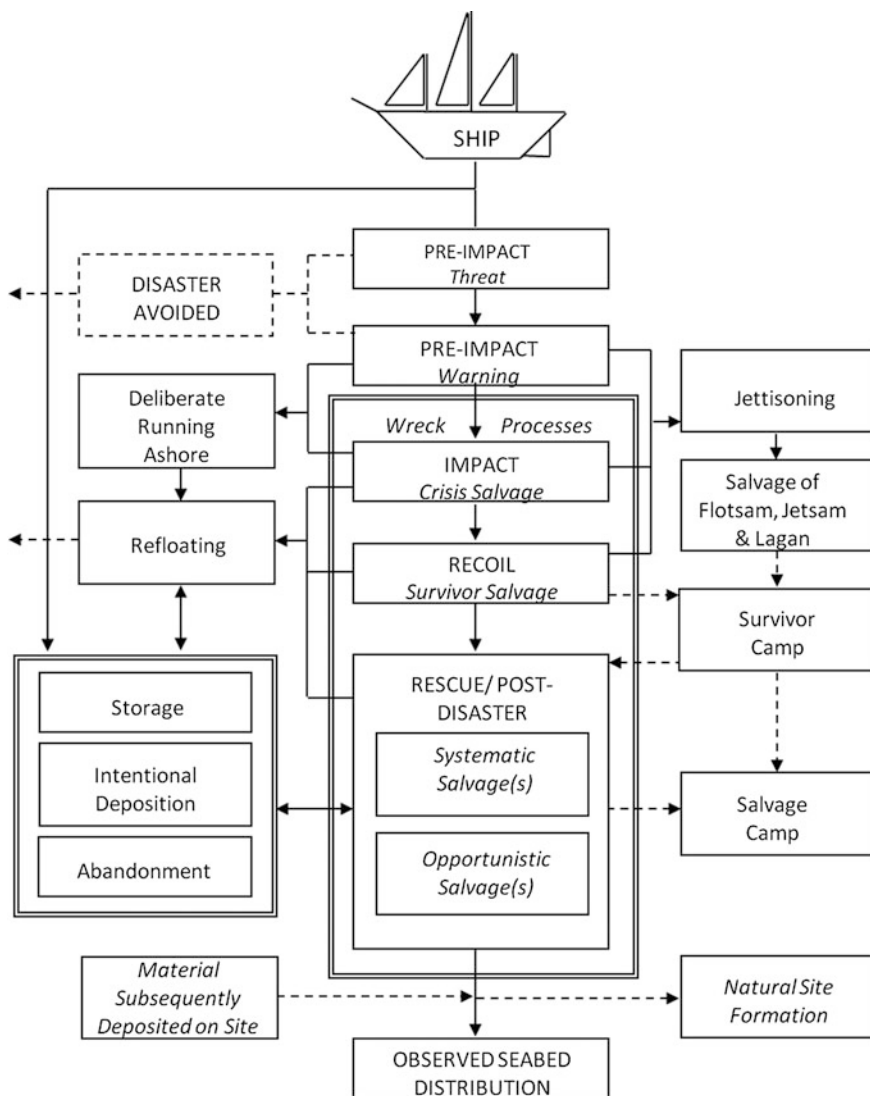 SHIP
PRE-IMPACT
Threat
DISASTER
AVOIDED
PRE-IMPACT
Warning
Deliberate
Running
Ashore
Wreck Processes
Jettisoning
IMPACT
Crisis Salvage
Salvage of
Flotsam, Jetsam
& Lagan
Refloating
RECOIL
Survivor Salvage
Survivor
Camp
RESCUE/ POST-
DISASTER
Storage
Systematic
Salvage(s)
Intentional
Deposition
Salvage
Camp
Abandonment
Opportunistic
Salvage(s)
Material
Subsequently
Deposited on Site
Natural Site
Formation
OBSERVED SEABED
DISTRIBUTION